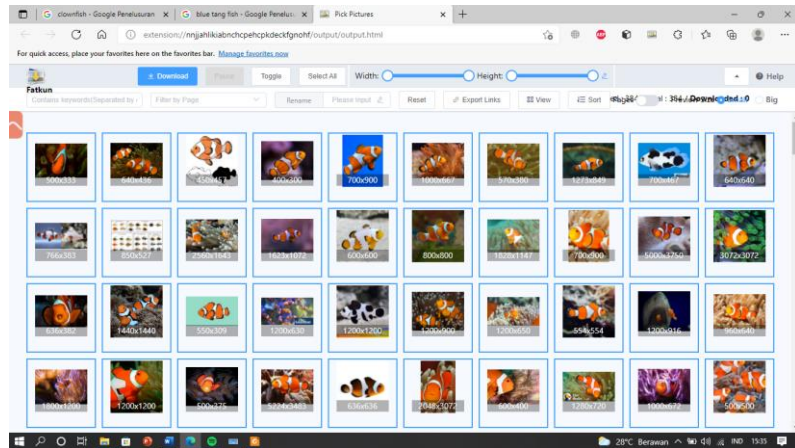 clownfish - Google Penelusuran
blue tang fish - Google Penelus
Pick Pictures
extension://nnjjahlikiabnchcpehcpkdeckfgnohf/output/output.html
For quick access, place your favorites here on the favorites bar. Manage favorites now
Download
Toggle
Select All
Width:
Height:
Help
Fatkun
Contains keywords(Separated by
Filter by Page
Rename
Please input
Reset
Export Links
View
Sort
Big
500x333
640x436
400x300
700x900
1000x667
570x380
1273x849
700x467
640x640
766x383
850x527
2560x1643
1623x1072
600x600
800x800
1828x1147
700x900
5000x3750
3072x3072
636x382
1440x1440
550x309
1200x630
1200x1200
1200x900
1200x650
554x554
1200x916
960x640
1800x1200
1200x1200
500x375
5224x3483
636x636
2048x3072
600x400
1280x720
1000x672
500x500
28°C Berawan
IND
15:35